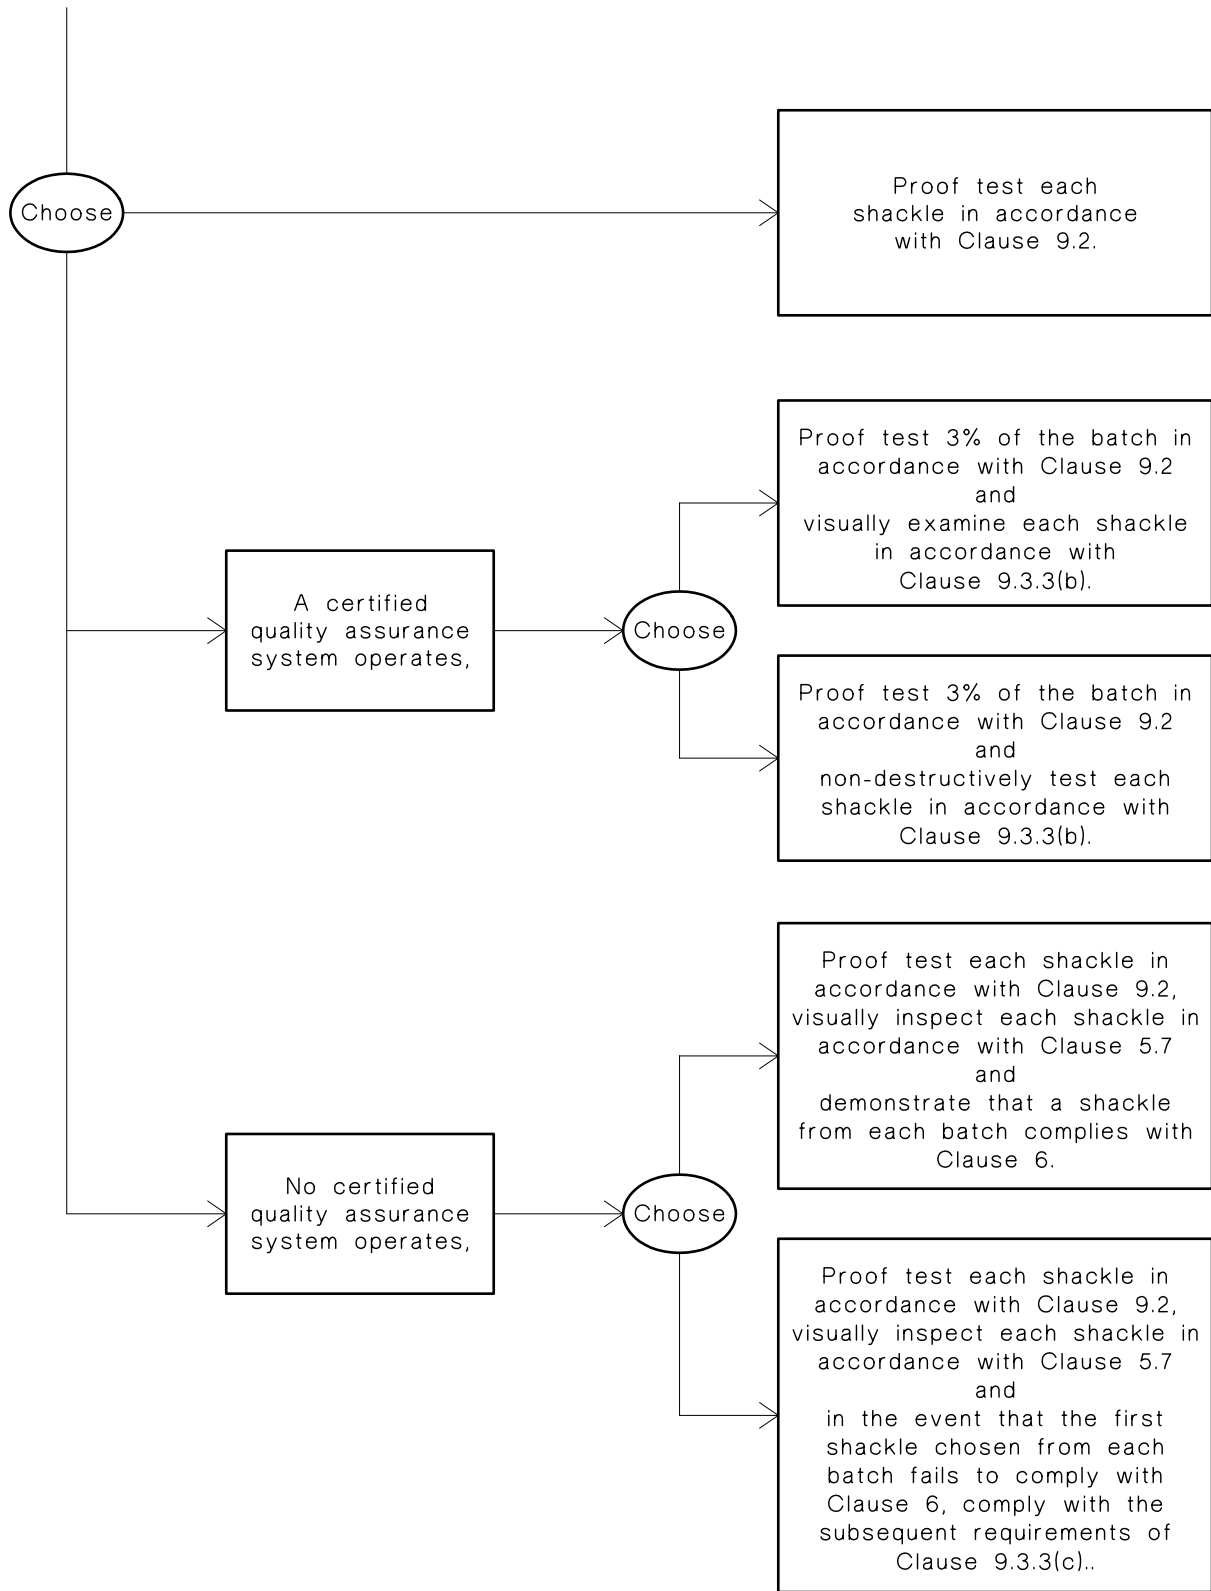 Choose
Proof test each
shackle in accordance
with Clause 9.2.
Proof test 3% of the batch in
accordance with Clause 9.2
and
visually examine each shackle
in accordance with
Clause 9.3.3(b).
A certified
quality assurance
system operates,
Choose
Proof test 3% of the batch in
accordance with Clause 9.2
and
non-destructively test each
shackle in accordance with
Clause 9.3.3(b).
Proof test each shackle in
accordance with Clause 9.2,
visually inspect each shackle in
accordance with Clause 5.7
and
demonstrate that a shackle
from each batch complies with
Clause 6.
No certified
quality assurance
system operates,
Choose
Proof test each shackle in
accordance with Clause 9.2,
visually inspect each shackle in
accordance with Clause 5.7
and
in the event that the first
shackle chosen from each
batch fails to comply with
Clause 6, comply with the
subsequent requirements of
Clause 9.3.3(c)..